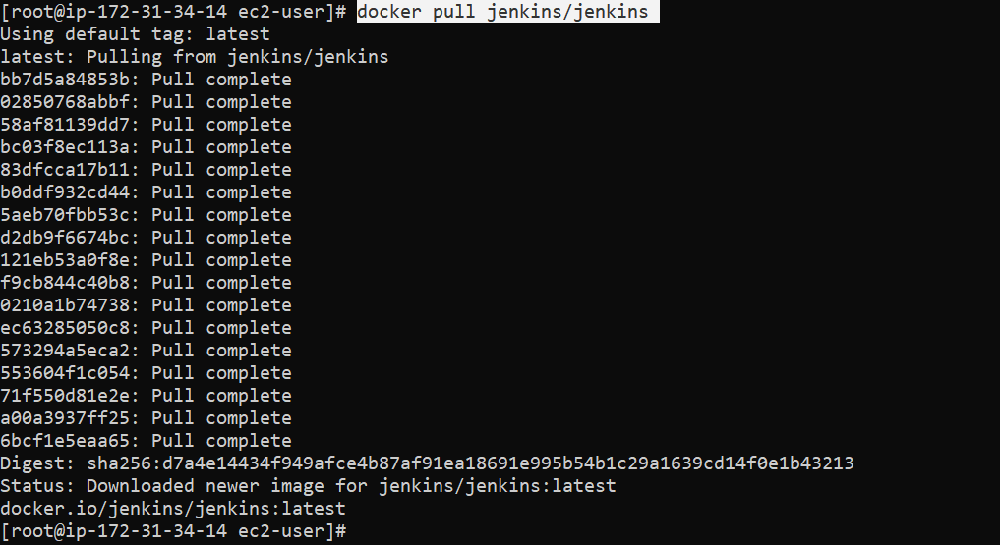 [root@ip-172-31-34-14 ec2-user]# docker pull jenkins/jenkins
Using default tag: latest
latest: Pulling from jenkins/jenkins
bb7d5a84853b: Pull complete
02850768abbf: Pull complete
58af81139dd7: Pull complete
bc03f8ec113a: Pull complete
83dfcca17b11: Pull complete
b0ddf932cd44: Pull complete
5aeb70fbb53c: Pull complete
d2db9f6674bc: Pull complete
121eb53a0f8e: Pull complete
f9cb844c40b8: Pull complete
0210a1b74738: Pull complete
ec63285050c8: Pull complete
573294a5eca2: Pull complete
553604f1c054: Pull complete
71f550d81e2e: Pull complete
a00a3937ff25: Pull complete
6bcf1e5eaa65: Pull complete
Digest: sha256:d7a4e14434f949afce4b87af91ea18691e995b54b1c29a1639cd14f0e1b43213
Status: Downloaded newer image for jenkins/jenkins:latest
docker.io/jenkins/jenkins:latest
[root@ip-172-31-34-14 ec2-user]#